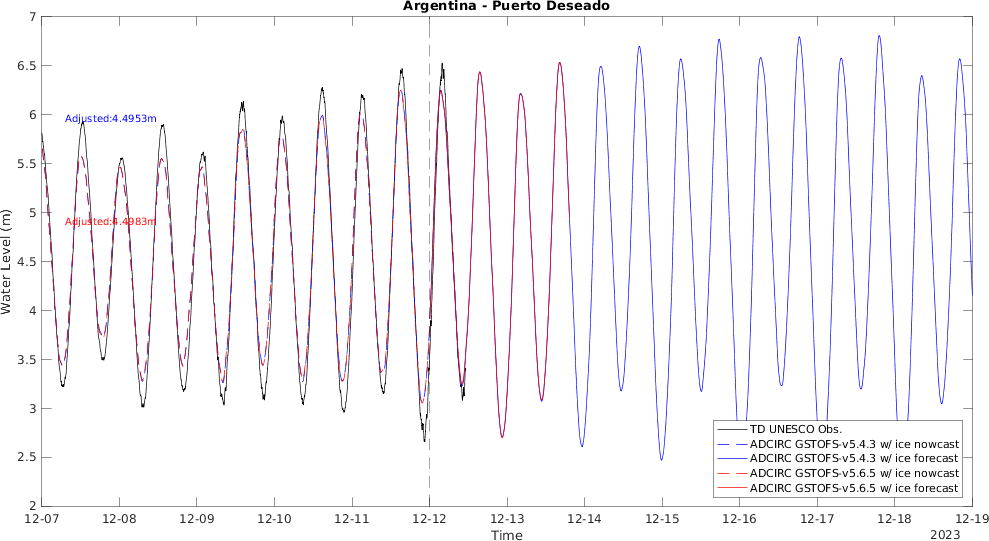 Argentina - Puerto Deseado
7
6.5
6
5.5
5
4.5
4
3.5
3
2.5
2
Water Level (m)
Adjusted:4.4953m
Adjusted:4.4983m
TD UNESCO Obs.
ADCIRC GSTOFS-v5.4.3 w/ ice nowcast
ADCIRC GSTOFS-v5.4.3 w/ ice forecast
ADCIRC GSTOFS-v5.6.5 w/ ice nowcast
ADCIRC GSTOFS-v5.6.5 w/ ice forecast
12-07 12-08 12-09 12-10 12-11 12-12 12-13 12-14 12-15 12-16 12-17 12-18 12-19
Time
2023